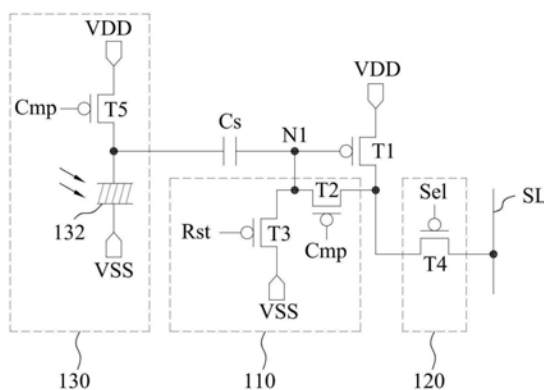 VDD
VDD
Cmp
T5
Cs
N1
T1
T2
Sel
SL
132
Rst
T3
Cmp
T4
VSS
VSS
130
110
120